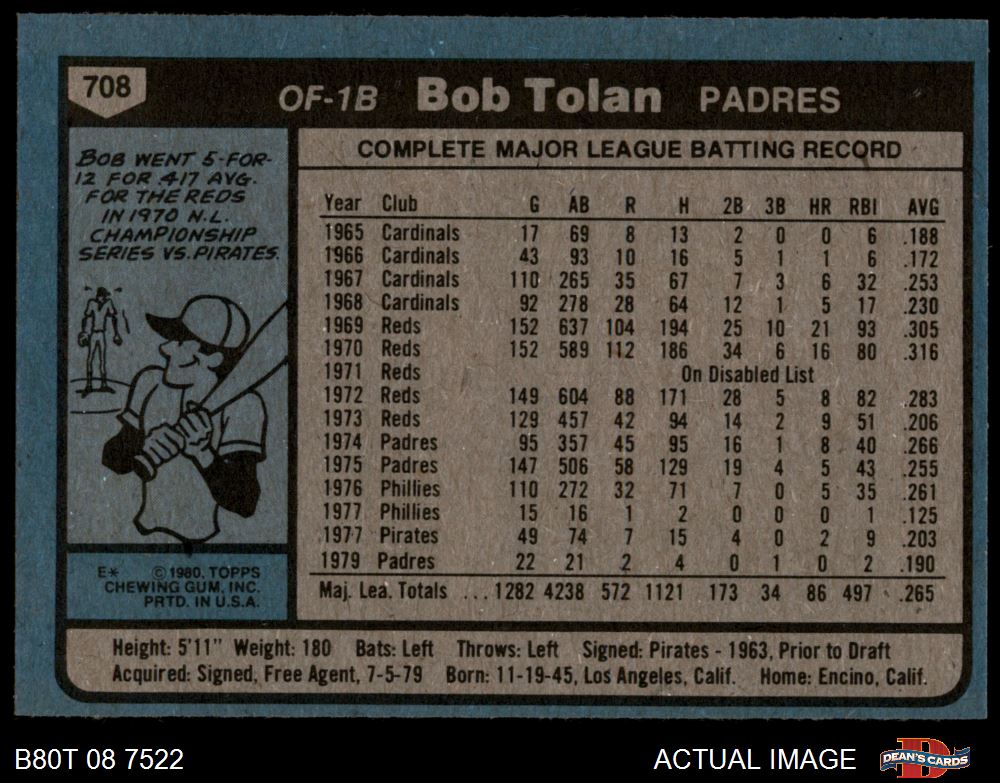 708 OF-1B Bob Tolan PADRES
BOB WENT 5-FOR-
12 FOR .417 AVG.
FOR THE REDS
IN 1970 N.L.
CHAMPIONSHIP
SERIES VS. PIRATES.
E* © 1980, TOPPS
CHEWING GUM, INC.
PRTD. IN U.S.A.
COMPLETE MAJOR LEAGUE BATTING RECORD
Year Club G AB R H 2B 3B HR RBI AVG
1965 Cardinals 17 69 8 13 2 0 0 6 .188
1966 Cardinals 43 93 10 16 5 1 1 6 .172
1967 Cardinals 110 265 35 67 7 3 6 32 .253
1968 Cardinals 92 278 28 64 12 1 5 17 .230
1969 Reds 152 637 104 194 25 10 21 93 .305
1970 Reds 152 589 112 186 34 6 16 80 .316
1971 Reds On Disabled List
1972 Reds 149 604 88 171 28 5 8 82 .283
1973 Reds 129 457 42 94 14 2 9 51 .206
1974 Padres 95 357 45 95 16 1 8 40 .266
1975 Padres 147 506 58 129 19 4 5 43 .255
1976 Phillies 110 272 32 71 7 0 5 35 .261
1977 Phillies 15 16 1 2 0 0 0 1 .125
1977 Pirates 49 74 7 15 4 0 2 9 .203
1979 Padres 22 21 2 4 0 1 0 2 .190
Maj. Lea. Totals ... 1282 4238 572 1121 173 34 86 497 .265
Height: 5'11" Weight: 180 Bats: Left Throws: Left Signed: Pirates - 1963, Prior to Draft
Acquired: Signed, Free Agent, 7-5-79 Born: 11-19-45, Los Angeles, Calif. Home: Encino, Calif.
B80T 08 7522 ACTUAL IMAGE DEAN'S CARDS